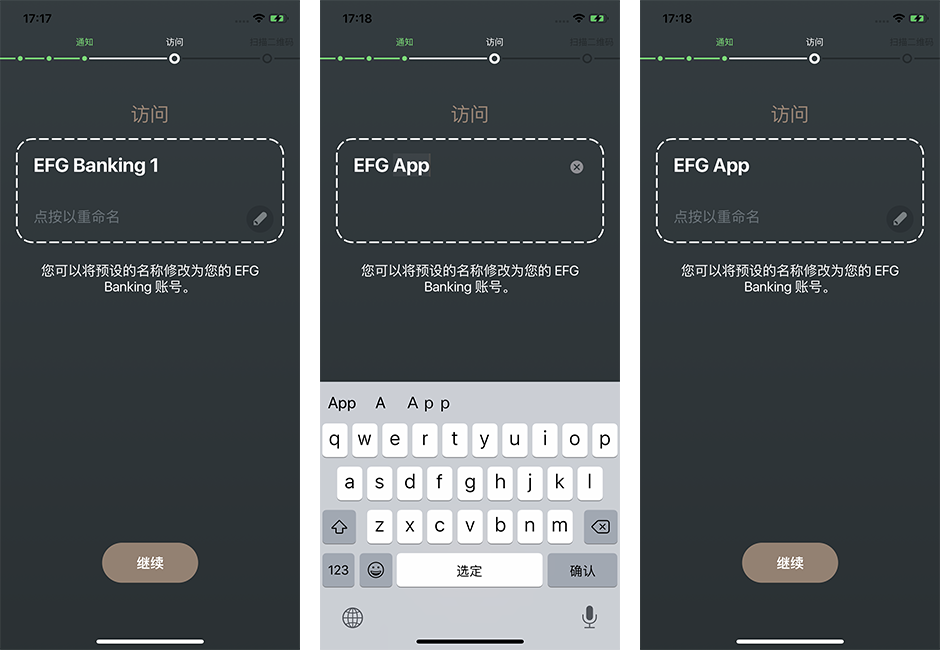 17:17
通知
访问
扫描二维码
访问
EFG Banking 1
点按以重命名
您可以将预设的名称修改为您的 EFG
Banking 账号。
继续
17:18
通知
访问
扫描二维码
访问
EFG App
您可以将预设的名称修改为您的 EFG
Banking 账号。
App A A p p
q w e r t y u i o p
a s d f g h j k l
z x c v b n m
123 选定 确认
17:18
通知
访问
扫描二维码
访问
EFG App
点按以重命名
您可以将预设的名称修改为您的 EFG
Banking 账号。
继续